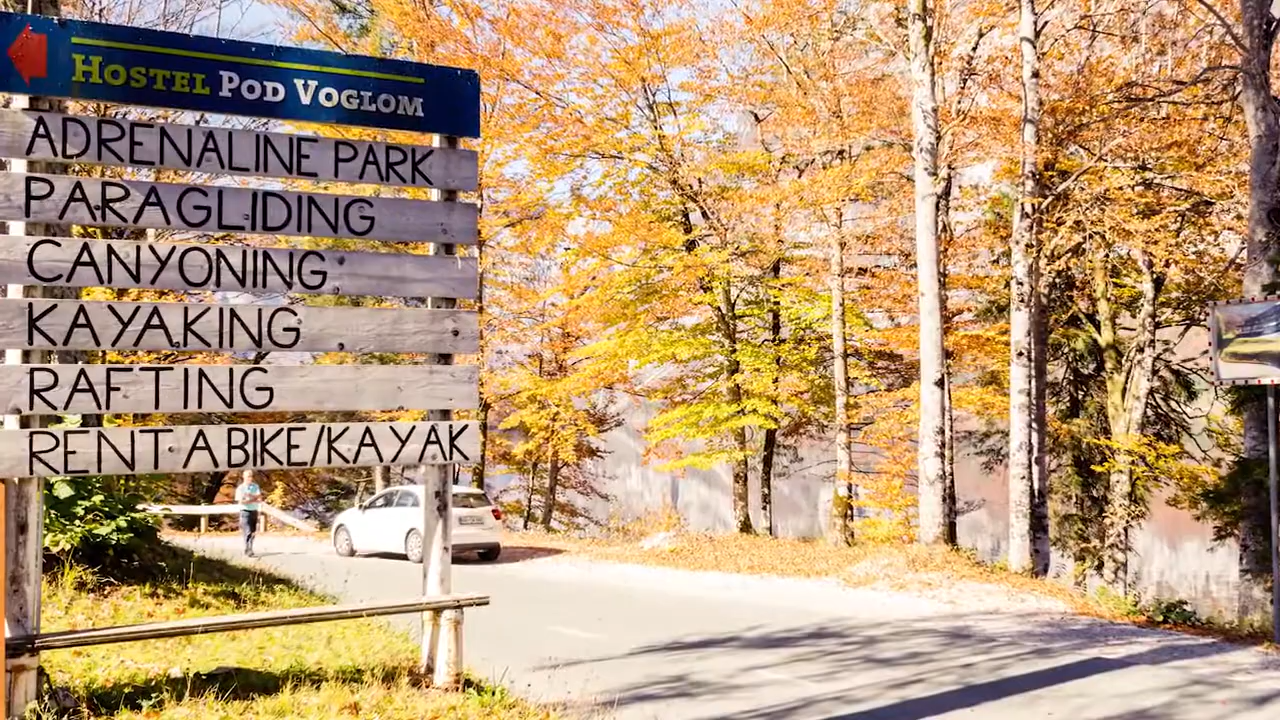 HOSTEL POD VOGLOM
ADRENALINE PARK
PARAGLIDING
CANYONING
KAYAKING
RAFTING
RENT A BIKE/KAYAK